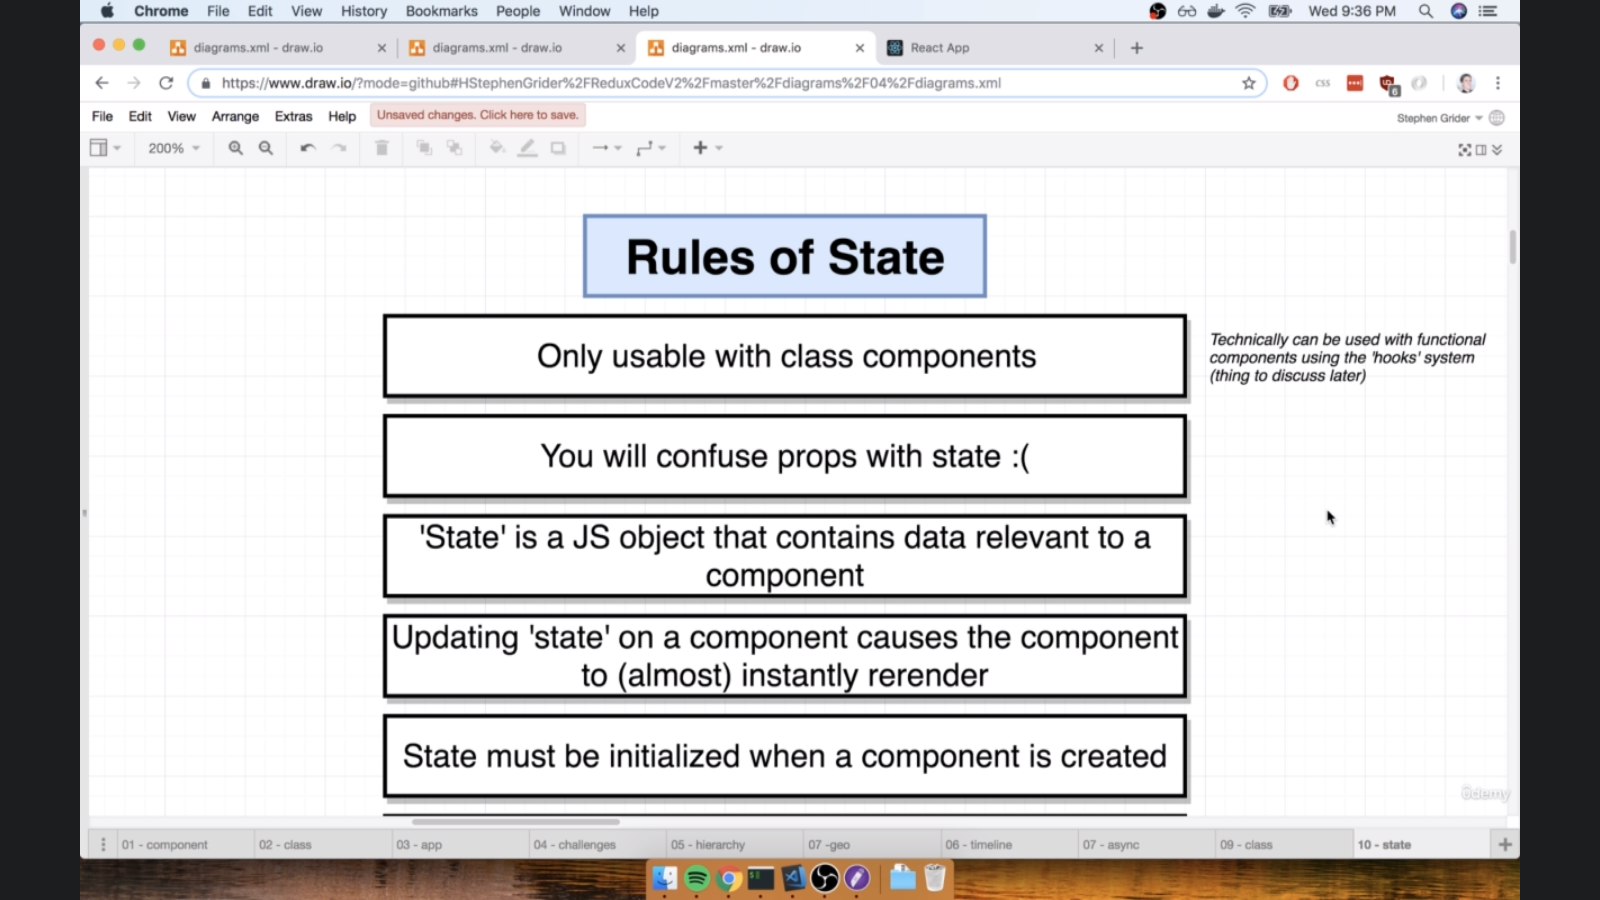 Chrome File Edit View History Bookmarks People Window Help Wed 9:36 PM
diagrams.xml - draw.io diagrams.xml - draw.io diagrams.xml - draw.io React App
https://www.draw.io/?mode=github#HStephenGrider%2FReduxCodeV2%2Fmaster%2Fdiagrams%2F04%2Fdiagrams.xml css 6
File Edit View Arrange Extras Help Unsaved changes. Click here to save. Stephen Grider
200%
Rules of State
Only usable with class components
Technically can be used with functional
components using the 'hooks' system
(thing to discuss later)
You will confuse props with state :(
'State' is a JS object that contains data relevant to a
component
Updating 'state' on a component causes the component
to (almost) instantly rerender
State must be initialized when a component is created
Udemy
01 - component 02 - class 03 - app 04 - challenges 05 - hierarchy 07 -geo 06 - timeline 07 - async 09 - class 10 - state